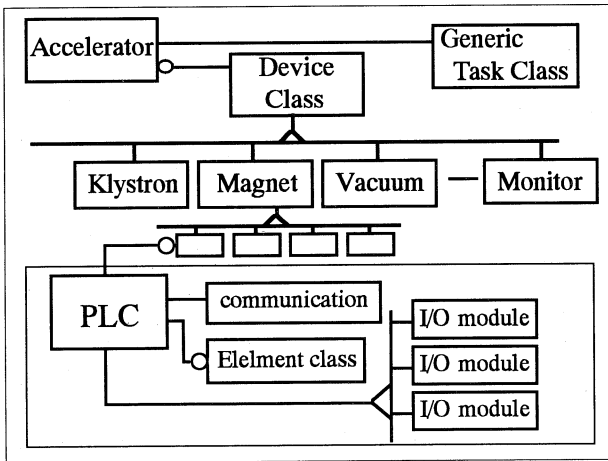 Accelerator
Generic
Task Class
Device
Class
Klystron
Magnet
Vacuum
Monitor
PLC
communication
Elelment class
I/O module
I/O module
I/O module